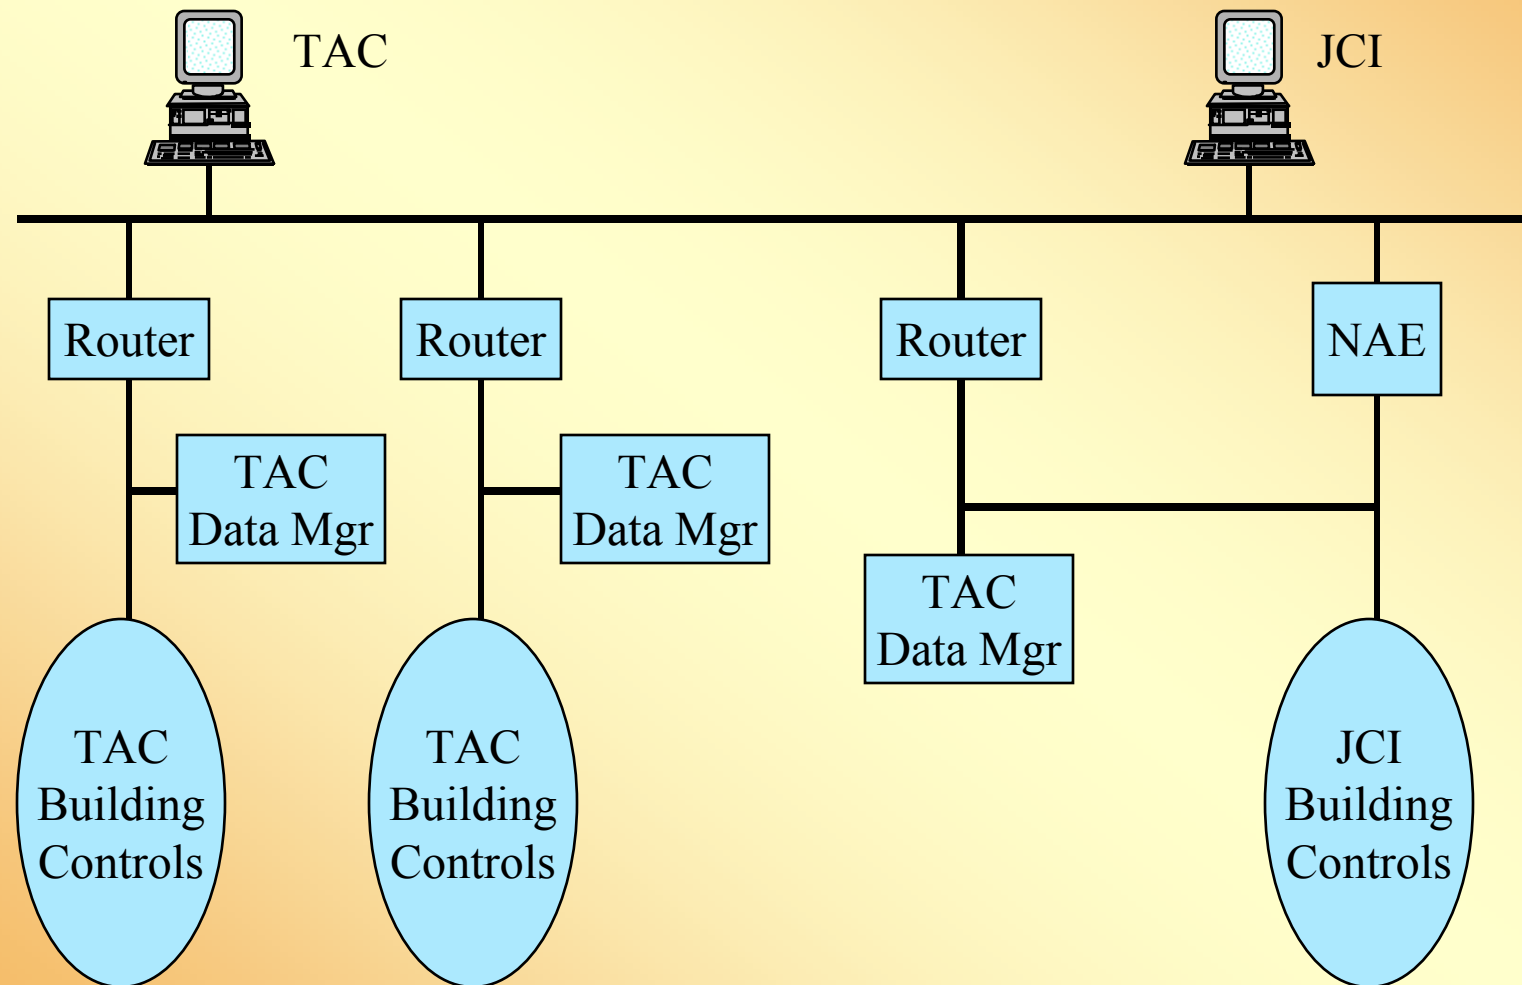 TAC
JCI
Router
Router
Router
NAE
TAC
Data Mgr
TAC
Data Mgr
TAC
Data Mgr
TAC
Building
Controls
TAC
Building
Controls
JCI
Building
Controls